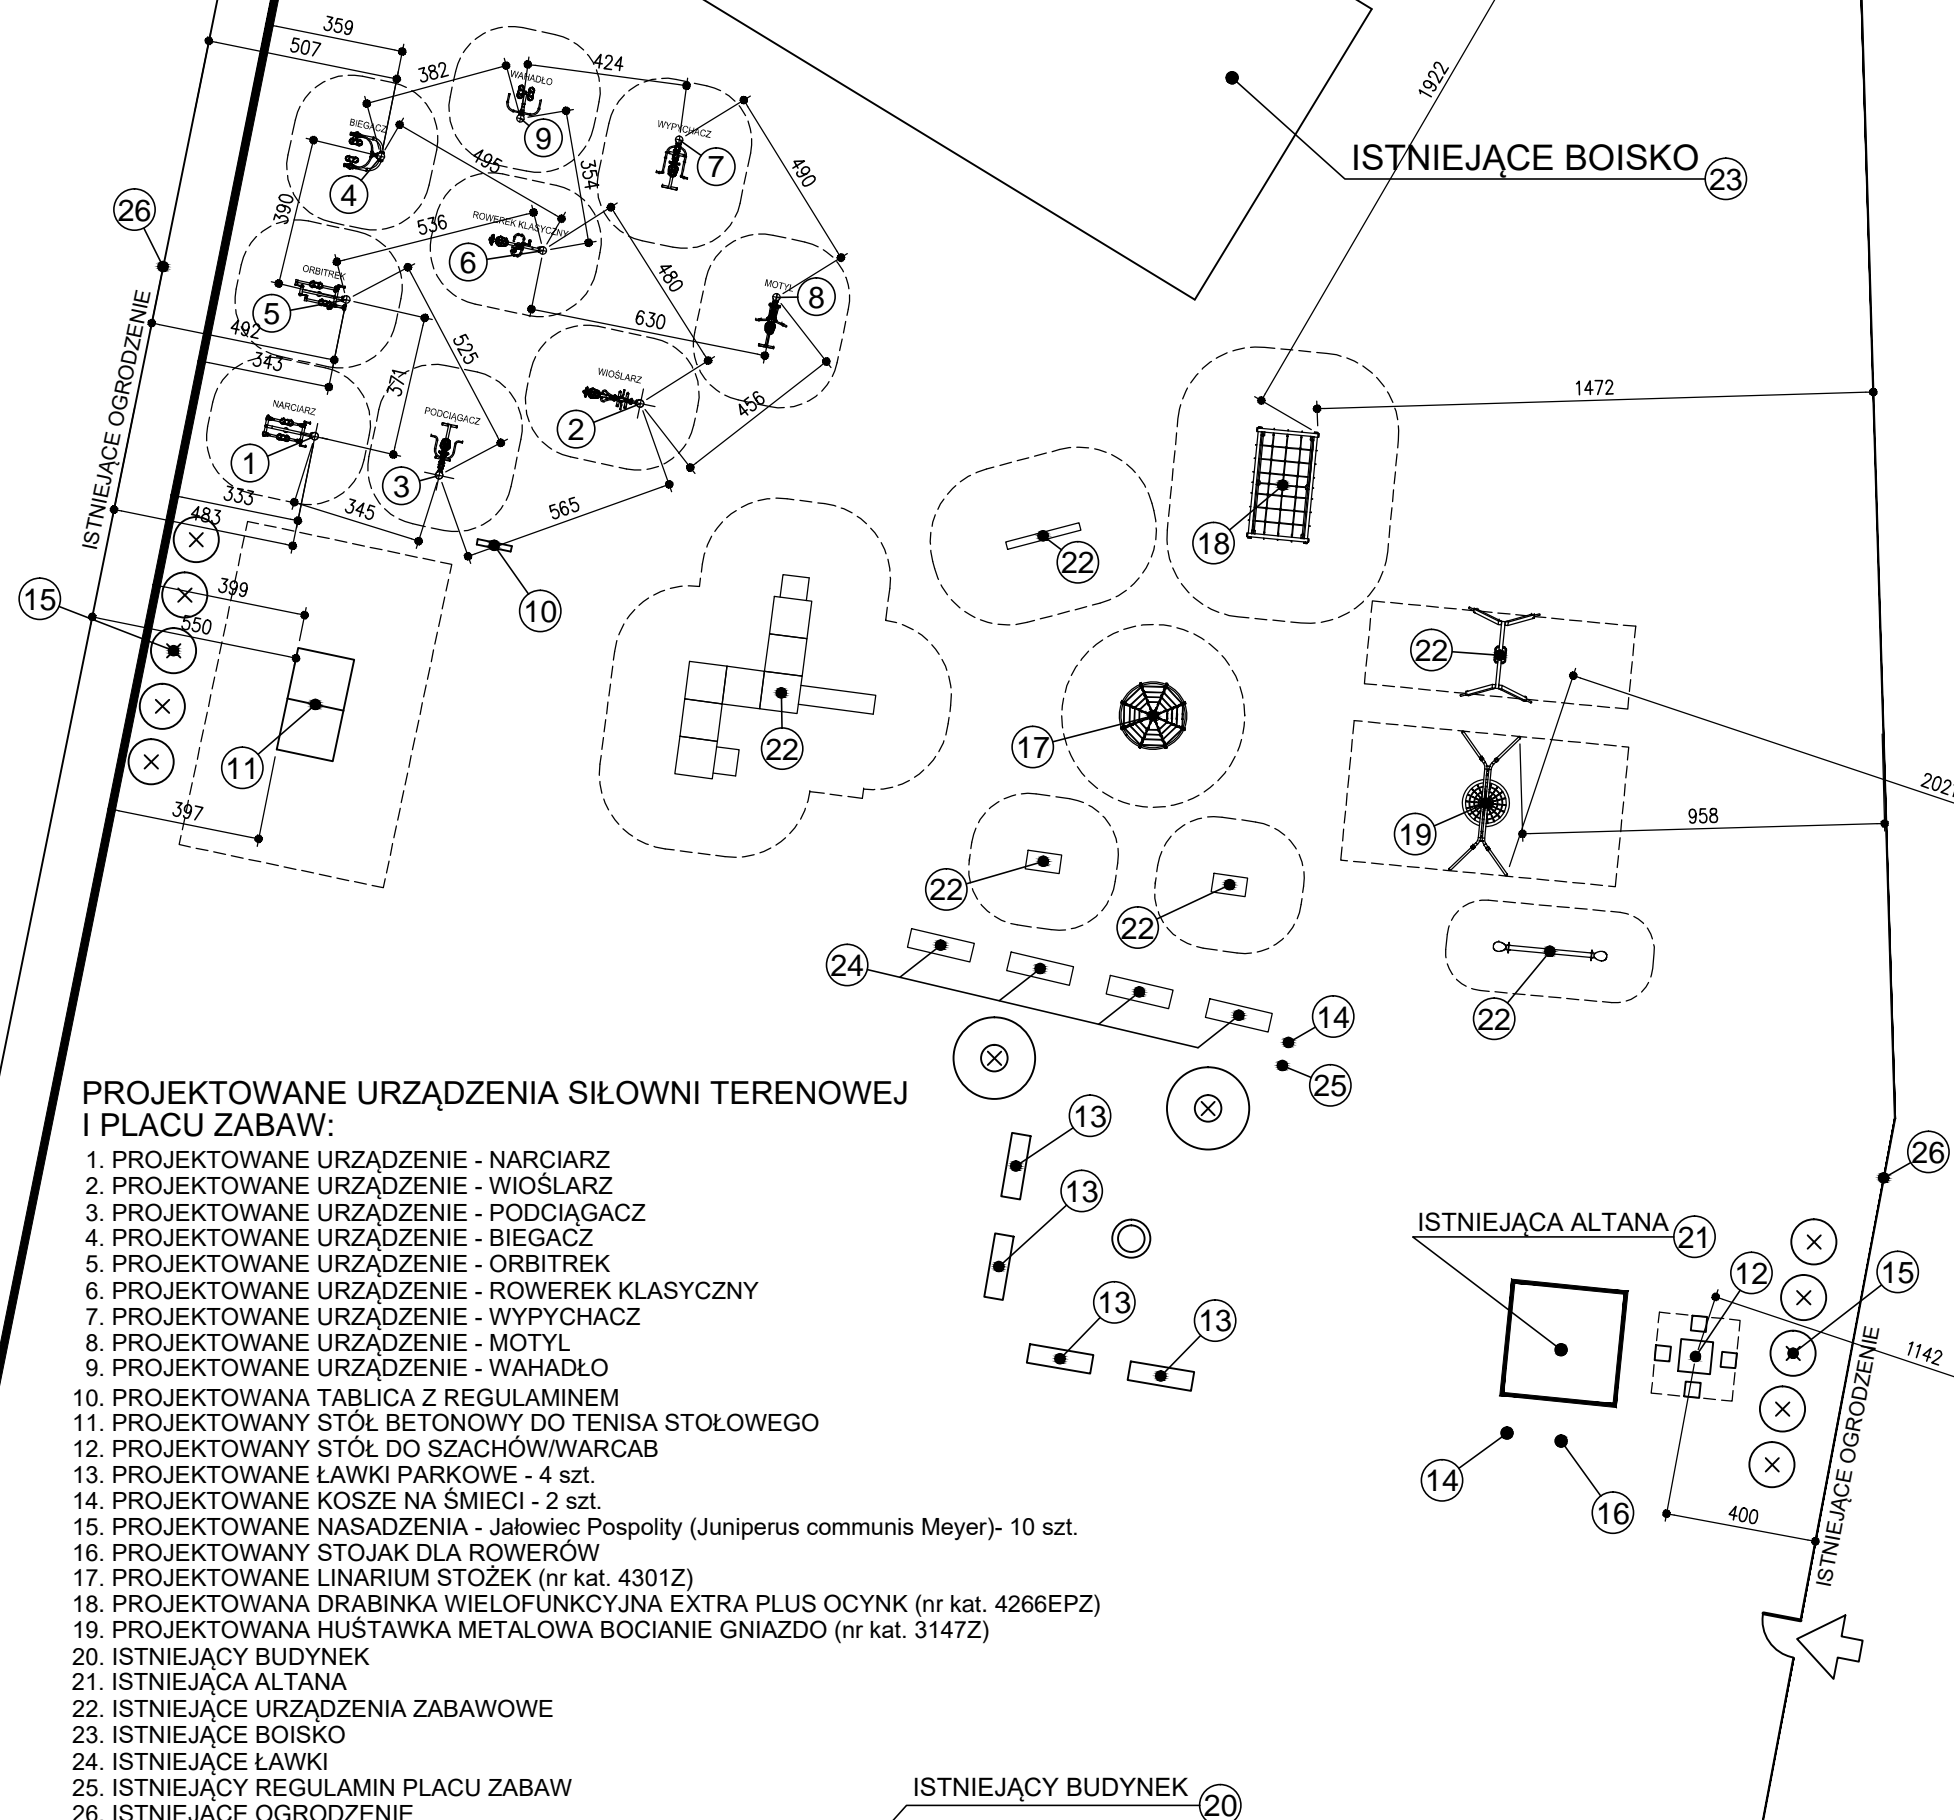 359
507
382
WAHADŁO
424
1922
BIEGACZ
WYPYCHACZ
9
495
354
7
490
ISTNIEJĄCE BOISKO
23
4
26
390
536
ROWEREK KLASYCZNY
6
480
ORBITREK
MOTYL
8
5
492
630
525
343
371
WIOŚLARZ
456
1472
ISTNIEJĄCE OGRODZENIE
NARCIARZ
PODCIĄGACZ
2
1
3
333
483
345
565
18
22
10
15
399
550
22
11
22
17
397
19
958
202
22
22
24
22
14
25
PROJEKTOWANE URZĄDZENIA SIŁOWNI TERENOWEJ
I PLACU ZABAW:
1. PROJEKTOWANE URZĄDZENIE - NARCIARZ
2. PROJEKTOWANE URZĄDZENIE - WIOŚLARZ
3. PROJEKTOWANE URZĄDZENIE - PODCIĄGACZ
4. PROJEKTOWANE URZĄDZENIE - BIEGACZ
5. PROJEKTOWANE URZĄDZENIE - ORBITREK
6. PROJEKTOWANE URZĄDZENIE - ROWEREK KLASYCZNY
7. PROJEKTOWANE URZĄDZENIE - WYPYCHACZ
8. PROJEKTOWANE URZĄDZENIE - MOTYL
9. PROJEKTOWANE URZĄDZENIE - WAHADŁO
10. PROJEKTOWANA TABLICA Z REGULAMINEM
11. PROJEKTOWANY STÓŁ BETONOWY DO TENISA STOŁOWEGO
12. PROJEKTOWANY STÓŁ DO SZACHÓW/WARCAB
13. PROJEKTOWANE ŁAWKI PARKOWE - 4 szt.
14. PROJEKTOWANE KOSZE NA ŚMIECI - 2 szt.
15. PROJEKTOWANE NASADZENIA - Jałowiec Pospolity (Juniperus communis Meyer)- 10 szt.
16. PROJEKTOWANY STOJAK DLA ROWERÓW
17. PROJEKTOWANE LINARIUM STOŻEK (nr kat. 4301Z)
18. PROJEKTOWANA DRABINKA WIELOFUNKCYJNA EXTRA PLUS OCYNK (nr kat. 4266EPZ)
19. PROJEKTOWANA HUŚTAWKA METALOWA BOCIANIE GNIAZDO (nr kat. 3147Z)
20. ISTNIEJĄCY BUDYNEK
21. ISTNIEJĄCA ALTANA
22. ISTNIEJĄCE URZĄDZENIA ZABAWOWE
23. ISTNIEJĄCE BOISKO
24. ISTNIEJĄCE ŁAWKI
25. ISTNIEJĄCY REGULAMIN PLACU ZABAW
26. ISTNIEJĄCE OGRODZENIE
13
13
13
13
26
ISTNIEJĄCA ALTANA
21
12
15
1142
ISTNIEJĄCE OGRODZENIE
14
16
400
ISTNIEJĄCY BUDYNEK
20